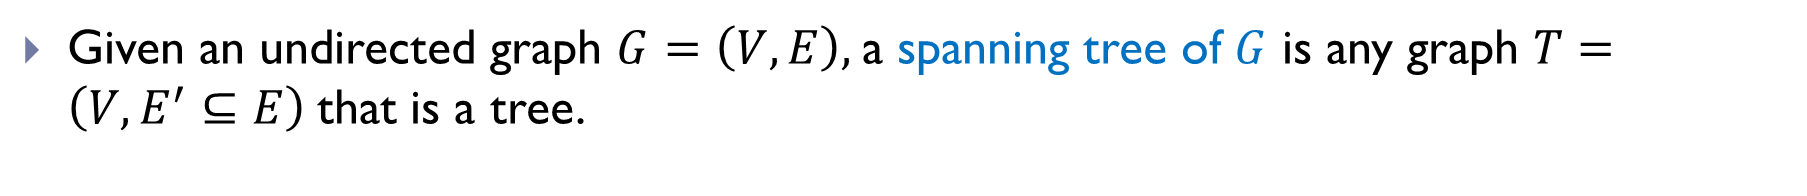 Given an undirected graph G = (V, E), a spanning tree of G is any graph T =
(V, E′ ⊆ E) that is a tree.